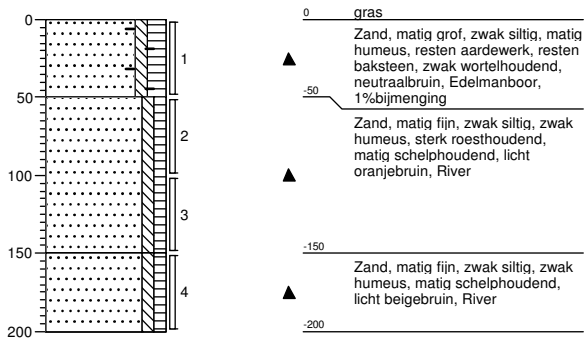 0
50
100
150
200
1
2
3
4
0
gras
Zand, matig grof, zwak siltig, matig
humeus, resten aardewerk, resten
baksteen, zwak wortelhoudend,
neutraalbruin, Edelmanboor,
1%bijmenging
-50
Zand, matig fijn, zwak siltig, zwak
humeus, sterk roesthoudend,
matig schelphoudend, licht
oranjebruin, River
-150
Zand, matig fijn, zwak siltig, zwak
humeus, matig schelphoudend,
licht beigebruin, River
-200